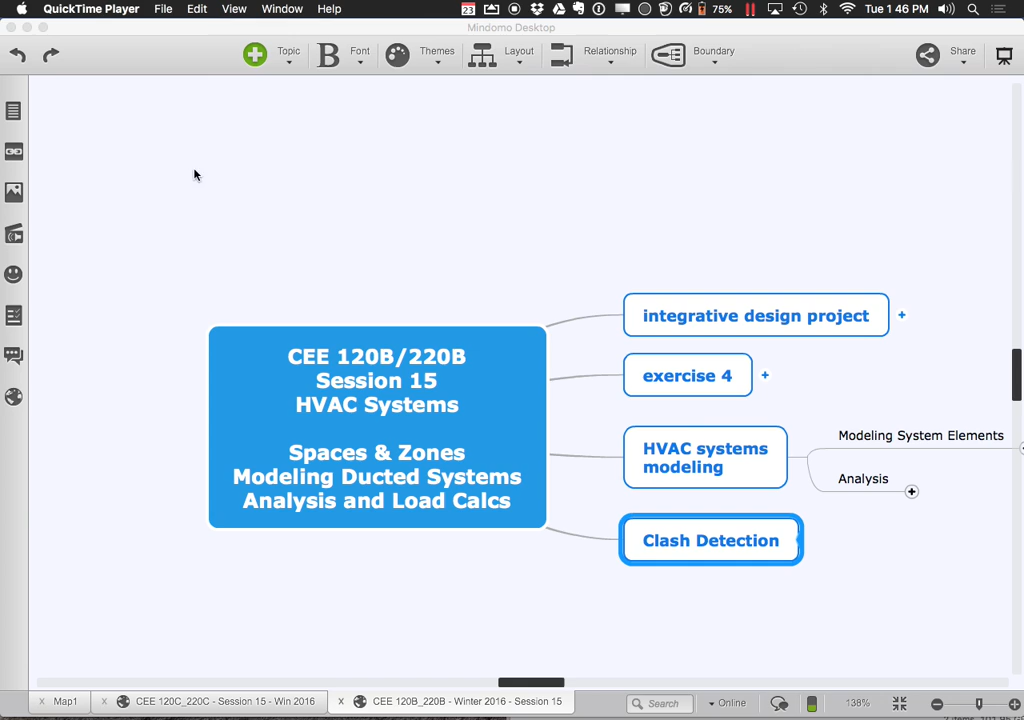 QuickTime Player File Edit View Window Help 23 75% Tue 1 46 PM
Mindomo Desktop
Topic Font Themes Layout Relationship Boundary Share
integrative design project +
CEE 120B/220B
Session 15
HVAC Systems
Spaces & Zones
Modeling Ducted Systems
Analysis and Load Calcs
exercise 4 +
HVAC systems
modeling
Modeling System Elements
Analysis
Clash Detection
x Map1 x CEE 120C_220C - Session 15 - Win 2016 x CEE 120B_220B - Winter 2016 - Session 15 Search Online 138%